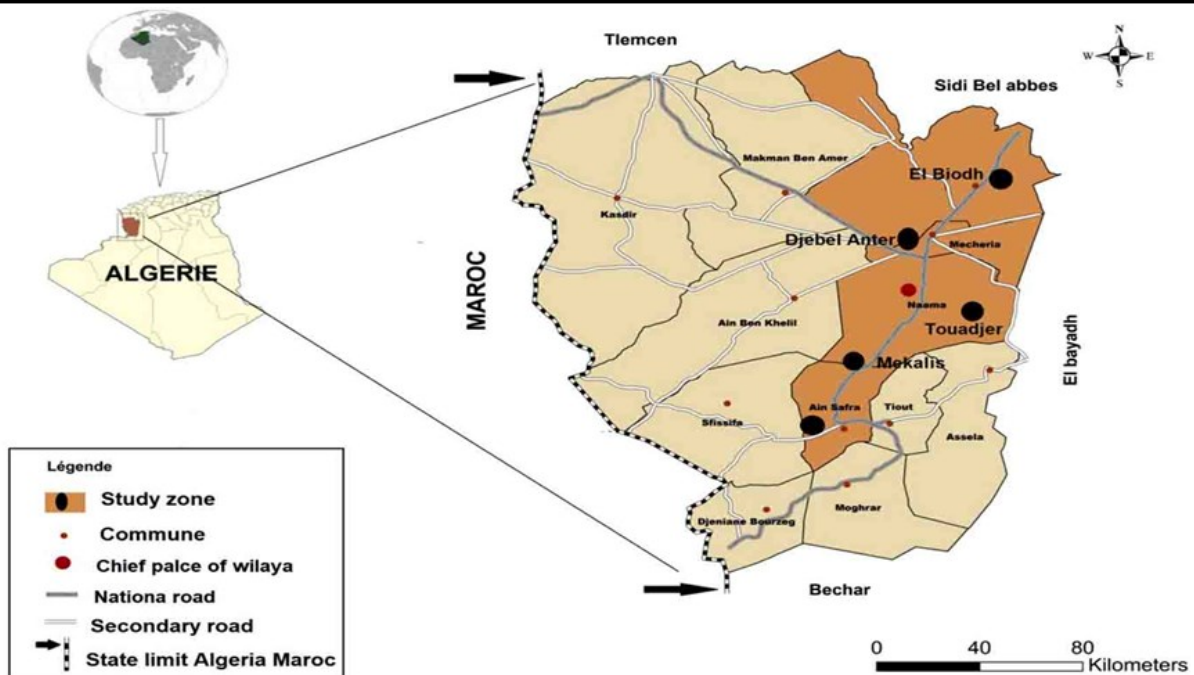 N
W E
S
Tlemcen
Sidi Bel abbes
Makman Ben Amer
El Biodh
Kasdir
Djebel Anter
Mecheria
ALGERIE
MAROC
Naama
Ain Ben Khelil
Touadjer
El bayadh
Mekalis
Ain Safra
Tiout
Sfissifa
Assela
Moghrar
Djeniane Bourzeg
Bechar
Légende
Study zone
Commune
Chief palce of wilaya
Nationa road
Secondary road
State limit Algeria Maroc
0 40 80
Kilometers